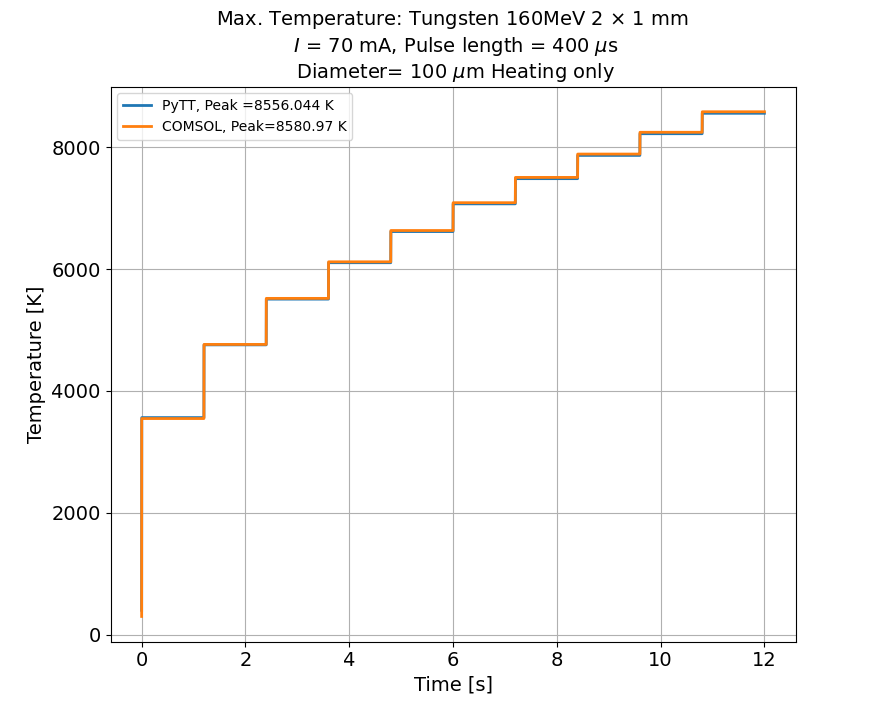 Max. Temperature: Tungsten 160MeV 2 × 1 mm
I = 70 mA, Pulse length = 400 μs
Diameter= 100 μm Heating only
PyTT, Peak =8556.044 K
COMSOL, Peak=8580.97 K
8000
6000
4000
2000
0
Temperature [K]
0 2 4 6 8 10 12
Time [s]